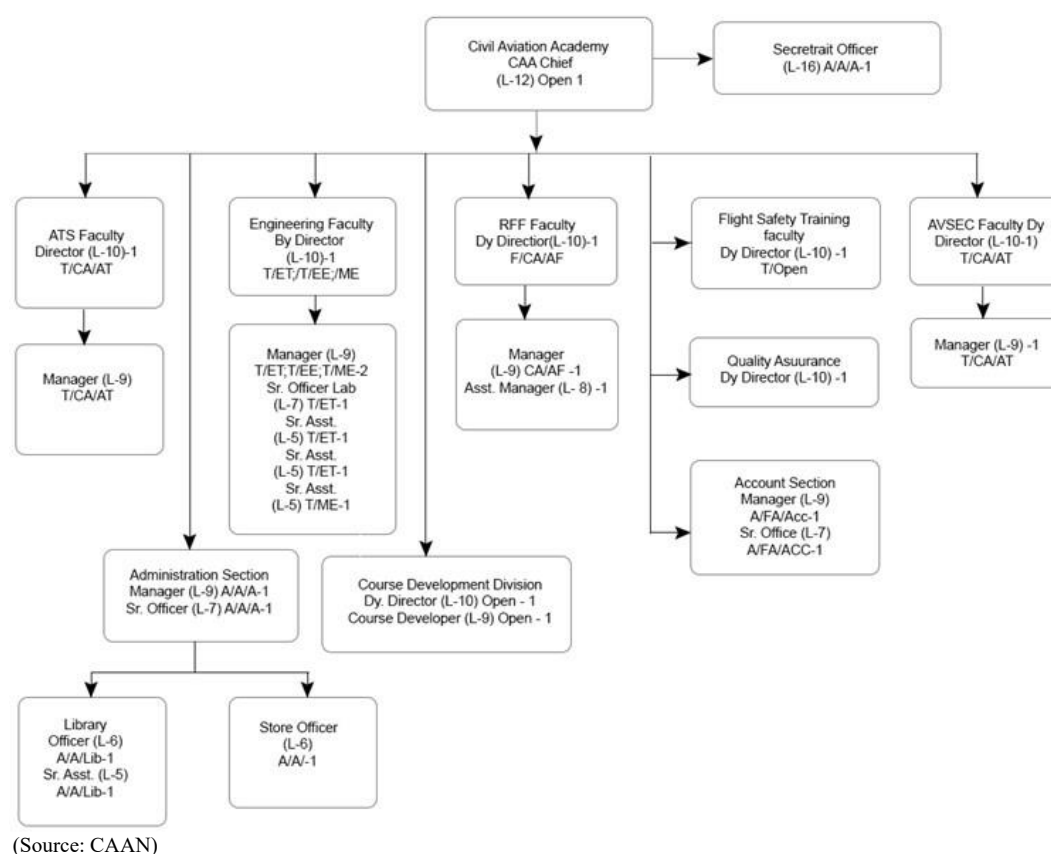 Civil Aviation Academy
CAA Chief
(L-12) Open 1
Secretrait Officer
(L-16) A/A/A-1
ATS Faculty
Director (L-10)-1
T/CA/AT
Engineering Faculty
By Director
(L-10)-1
T/ET;/T/EE;/ME
RFF Faculty
Dy Directior(L-10)-1
F/CA/AF
Flight Safety Training
faculty
Dy Director (L-10) -1
T/Open
AVSEC Faculty Dy
Director (L-10-1)
T/CA/AT
Manager (L-9)
T/CA/AT
Manager (L-9)
T/ET;T/EE;T/ME-2
Sr. Officer Lab
(L-7) T/ET-1
Sr. Asst.
(L-5) T/ET-1
Sr. Asst.
(L-5) T/ET-1
Sr. Asst.
(L-5) T/ME-1
Manager
(L-9) CA/AF -1
Asst. Manager (L- 8) -1
Quality Asuurance
Dy Director (L-10) -1
Manager (L-9) -1
T/CA/AT
Account Section
Manager (L-9)
A/FA/Acc-1
Sr. Office (L-7)
A/FA/ACC-1
Administration Section
Manager (L-9) A/A/A-1
Sr. Officer (L-7) A/A/A-1
Course Development Division
Dy. Director (L-10) Open - 1
Course Developer (L-9) Open - 1
Library
Officer (L-6)
A/A/Lib-1
Sr. Asst. (L-5)
A/A/Lib-1
Store Officer
(L-6)
A/A/-1
(Source: CAAN)